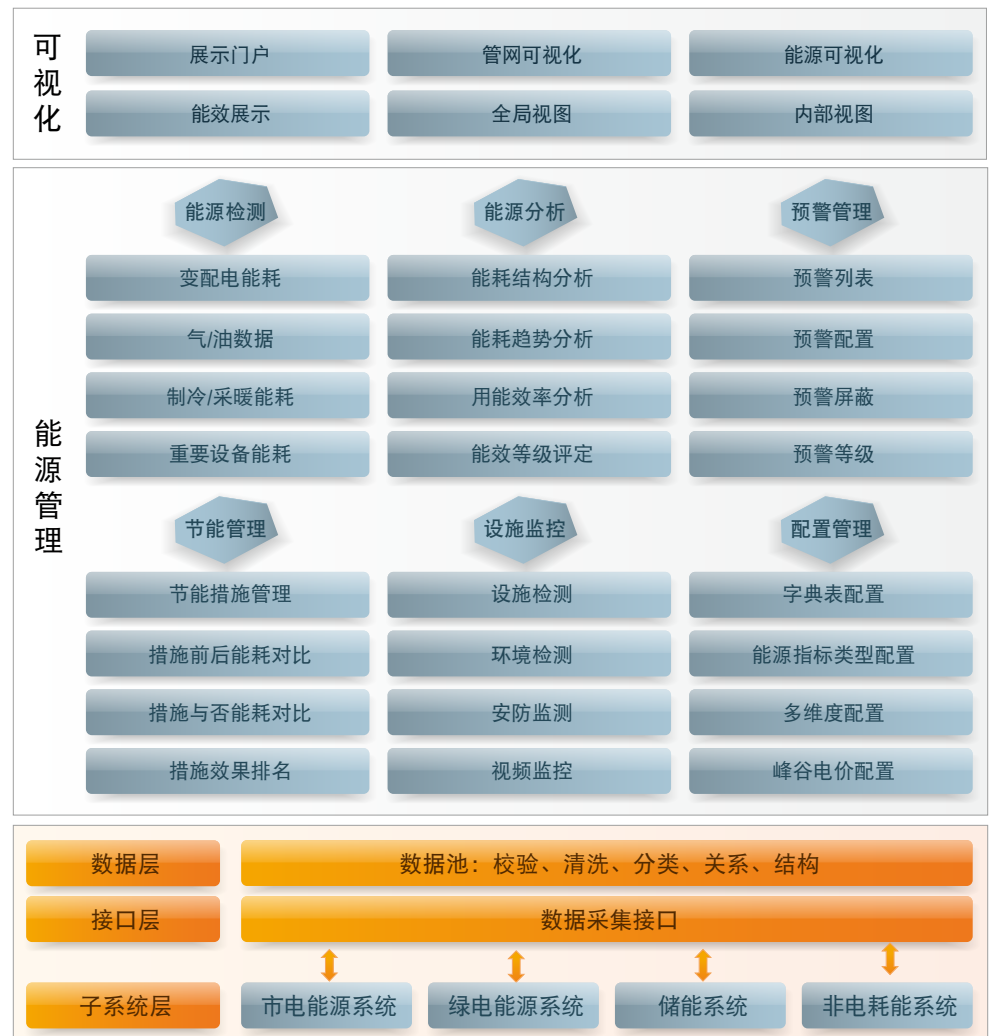 可视化
展示门户
管网可视化
能源可视化
能效展示
全局视图
内部视图
能源管理
能源检测
能源分析
预警管理
变配电能耗
能耗结构分析
预警列表
气/油数据
能耗趋势分析
预警配置
制冷/采暖能耗
用能效率分析
预警屏蔽
重要设备能耗
能效等级评定
预警等级
节能管理
设施监控
配置管理
节能措施管理
设施检测
字典表配置
措施前后能耗对比
环境检测
能源指标类型配置
措施与否能耗对比
安防监测
多维度配置
措施效果排名
视频监控
峰谷电价配置
数据层
数据池：校验、清洗、分类、关系、结构
接口层
数据采集接口
子系统层
市电能源系统
绿电能源系统
储能系统
非电耗能系统